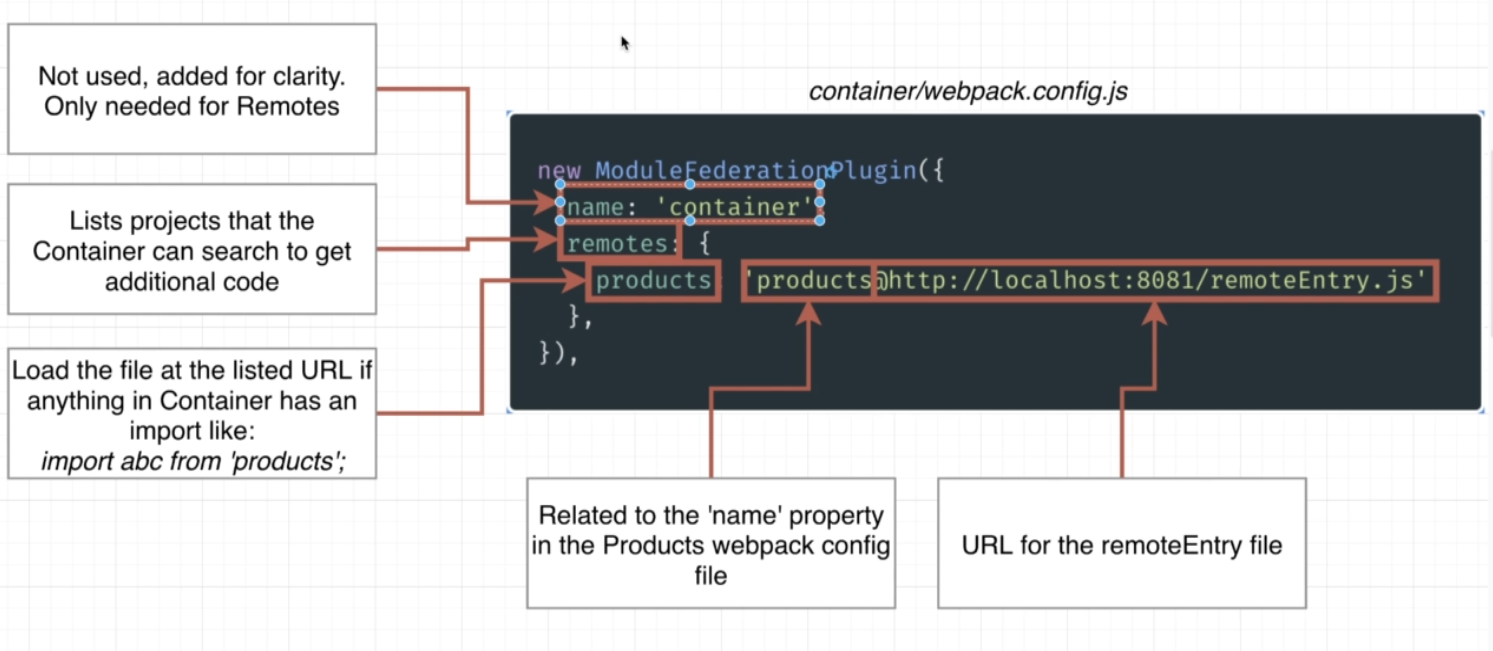 Not used, added for clarity.
Only needed for Remotes
Lists projects that the
Container can search to get
additional code
Load the file at the listed URL if
anything in Container has an
import like:
import abc from 'products';
container/webpack.config.js
new ModuleFederationPlugin({
name: 'container'
remotes: {
products 'products@http://localhost:8081/remoteEntry.js'
},
}),
Related to the 'name' property
in the Products webpack config
file
URL for the remoteEntry file